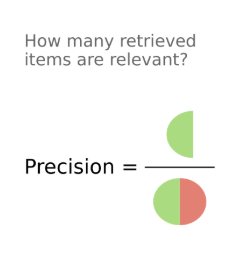 How many retrieved
items are relevant?
Precision =